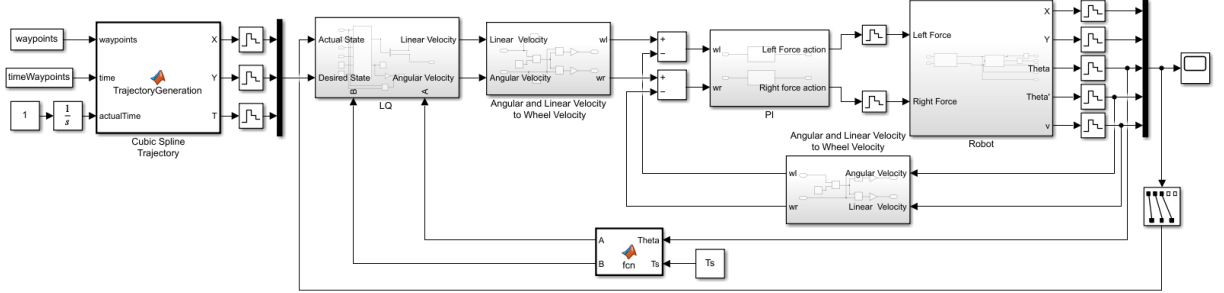 waypoints
timeWaypoints
1
1
s
waypoints
time
actualTime
TrajectoryGeneration
X
Y
T
Cubic Spline
Trajectory
Actual State
Desired State
Linear Velocity
Angular Velocity
B
A
LQ
Linear Velocity
Angular Velocity
wl
wr
Angular and Linear Velocity
to Wheel Velocity
+
−
+
−
wl
wr
Left Force action
Right force action
PI
Left Force
Right Force
X
Y
Theta
Theta'
v
Robot
Angular and Linear Velocity
to Wheel Velocity
wl
wr
Angular Velocity
Linear Velocity
A
B
Theta
Ts
fcn
Ts